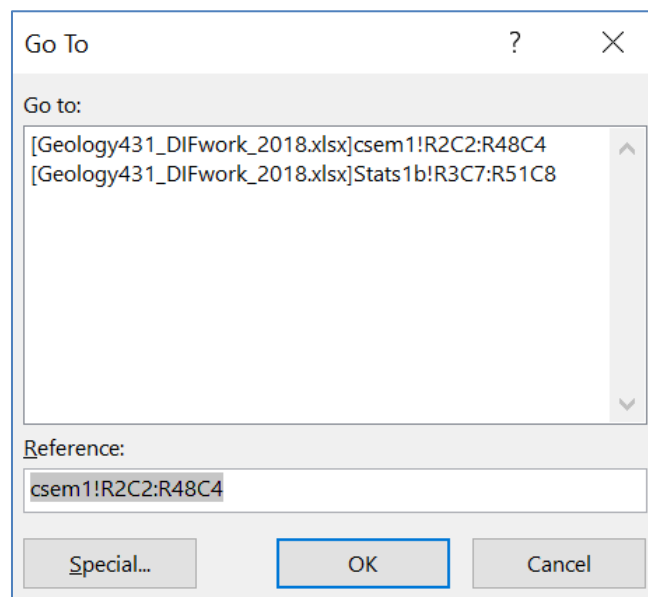 Go To
Go to:
[Geology431_DIFwork_2018.xlsx]csem1!R2C2:R48C4
[Geology431_DIFwork_2018.xlsx]Stats1b!R3C7:R51C8
Reference:
csem1!R2C2:R48C4
Special... OK Cancel